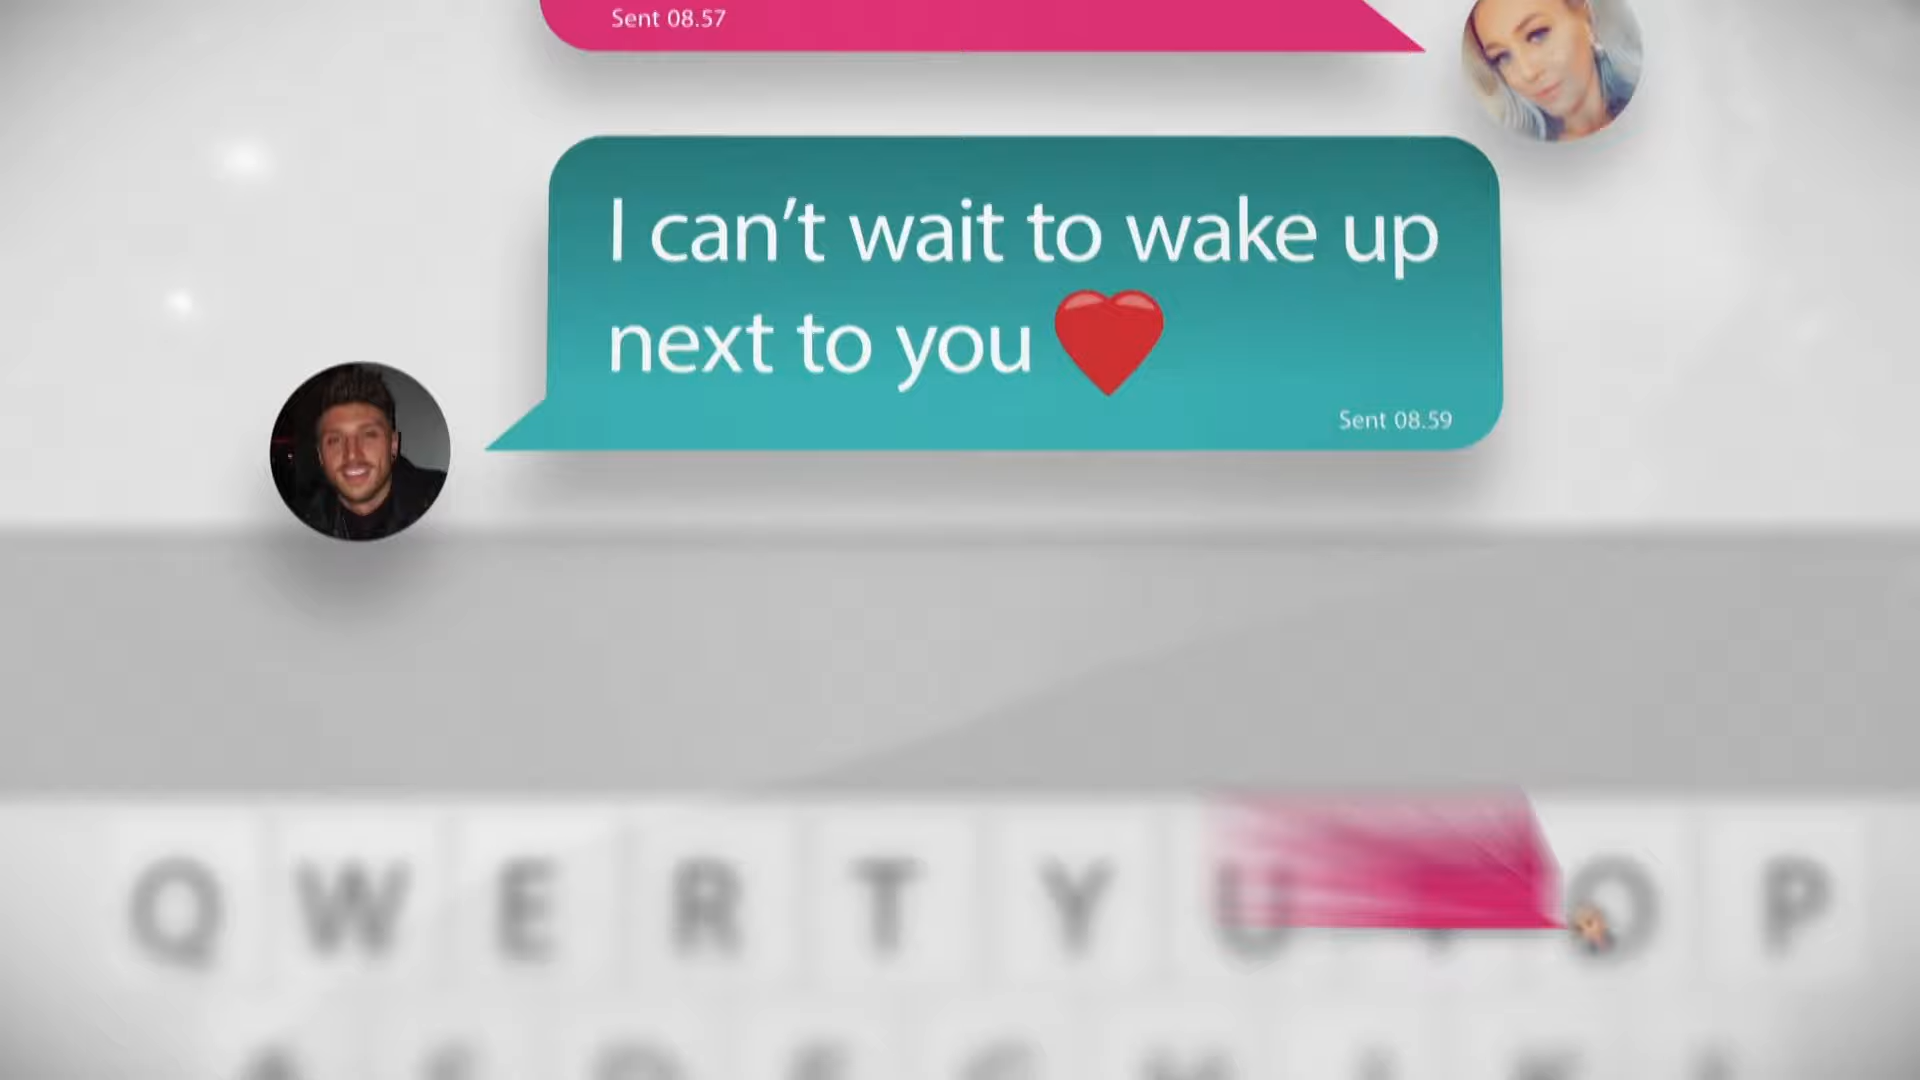 Sent 08.57
I can't wait to wake up
next to you ❤️
Sent 08.59
Q W E R T Y U O P